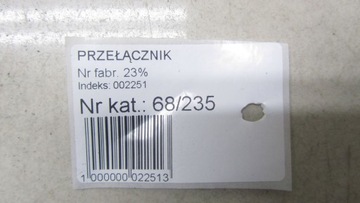 PRZEŁĄCZNIK
Nr fabr. 23%
Indeks: 002251
Nr kat.: 68/235
1 000000 022513